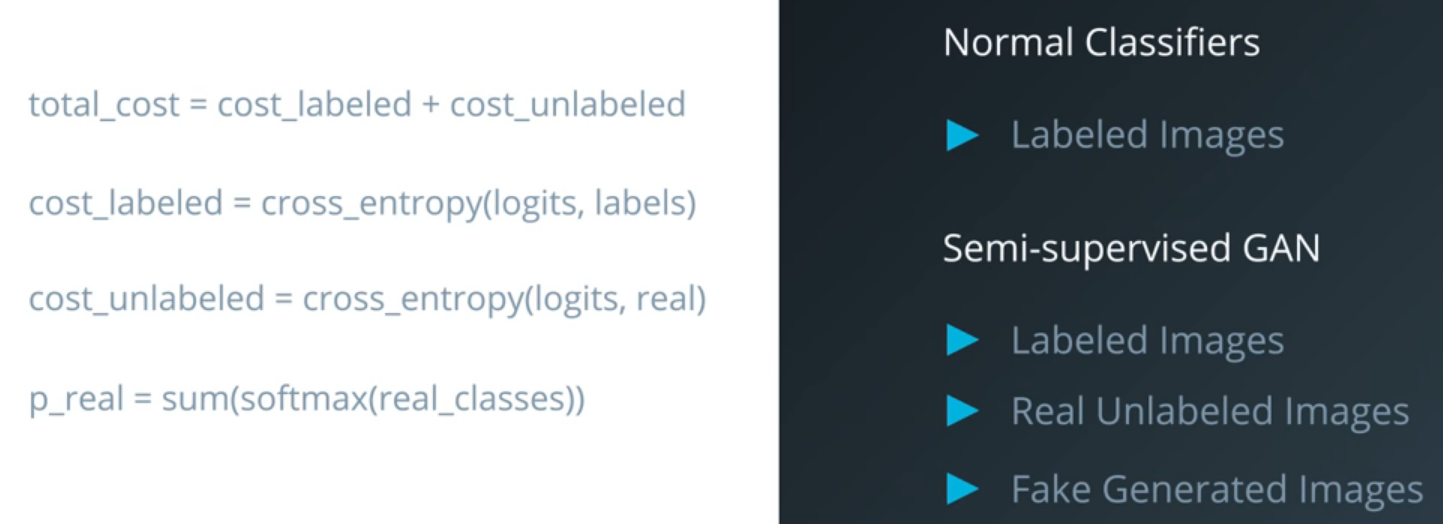 total_cost = cost_labeled + cost_unlabeled
cost_labeled = cross_entropy(logits, labels)
cost_unlabeled = cross_entropy(logits, real)
p_real = sum(softmax(real_classes))
Normal Classifiers
Labeled Images
Semi-supervised GAN
Labeled Images
Real Unlabeled Images
Fake Generated Images